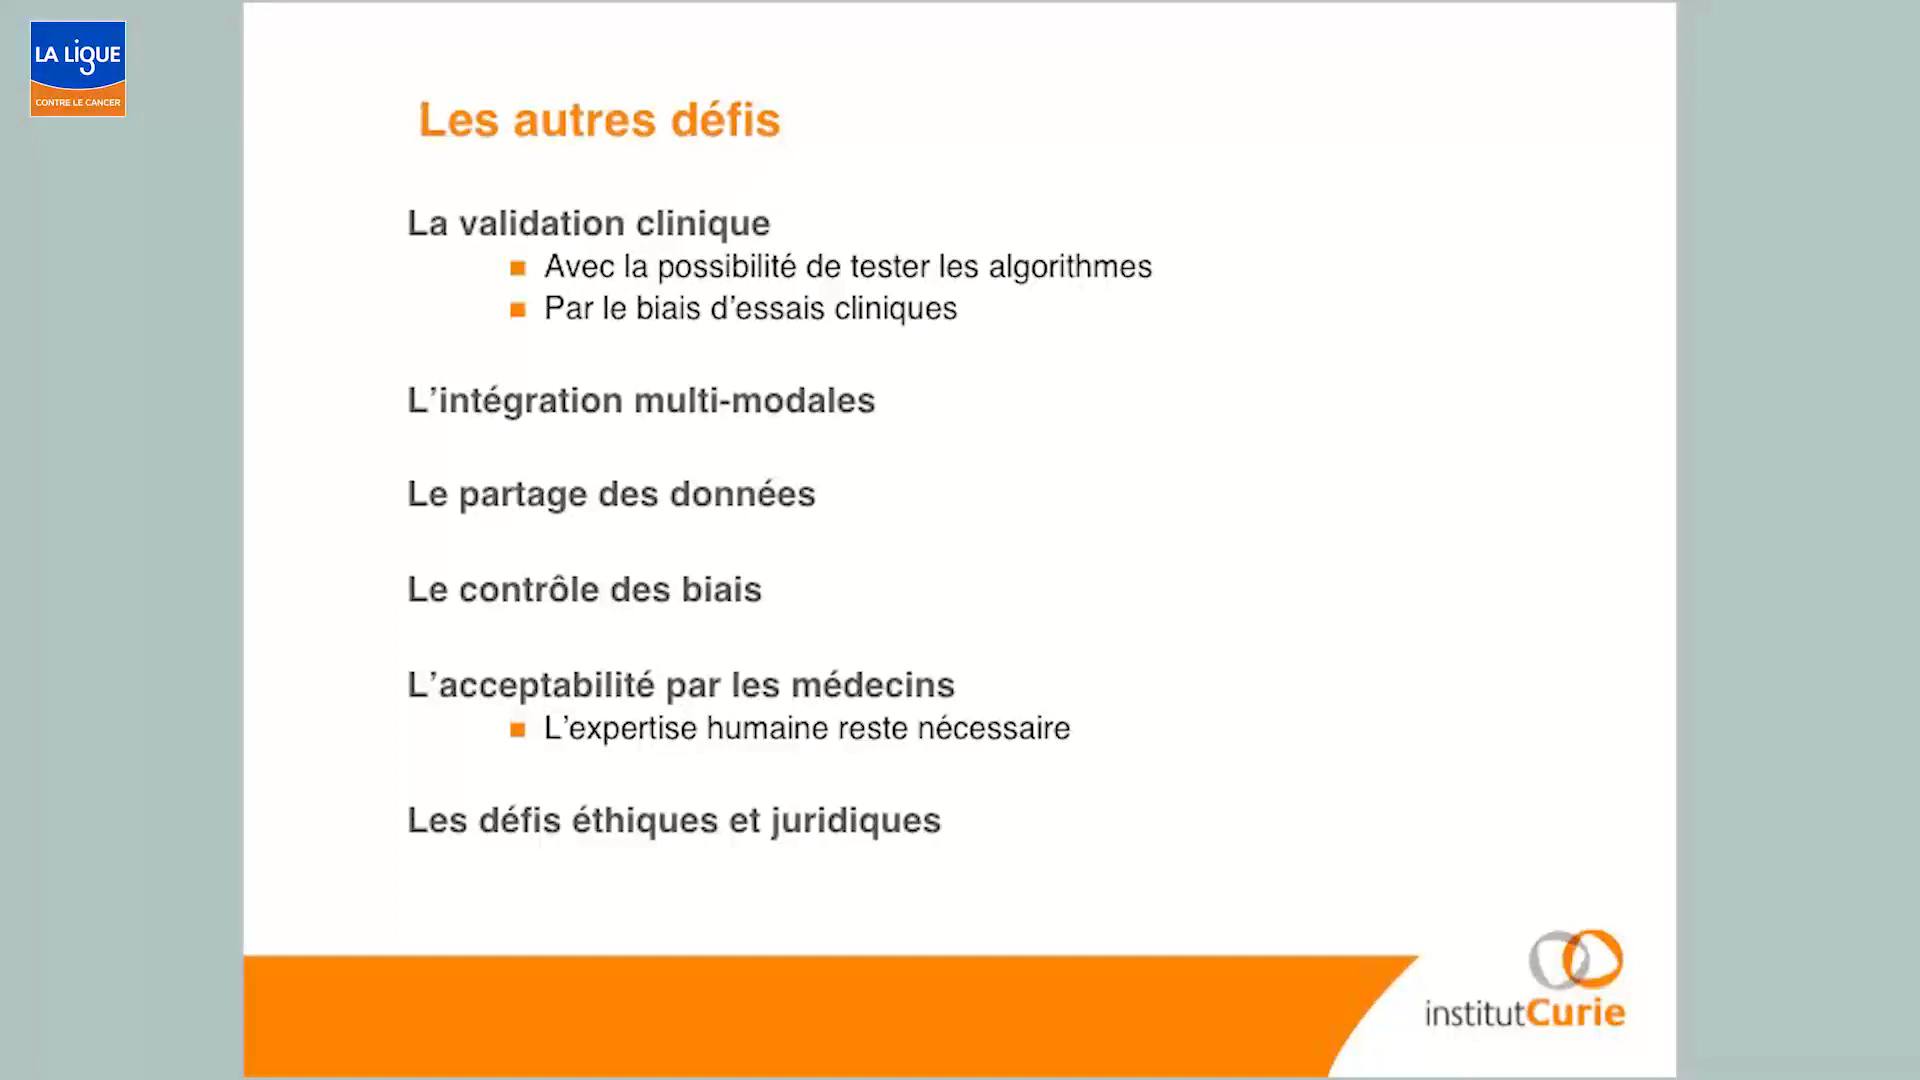 LA LIGUE
CONTRE LE CANCER
Les autres défis
La validation clinique
Avec la possibilité de tester les algorithmes
Par le biais d’essais cliniques
L’intégration multi-modales
Le partage des données
Le contrôle des biais
L’acceptabilité par les médecins
L’expertise humaine reste nécessaire
Les défis éthiques et juridiques
institutCurie